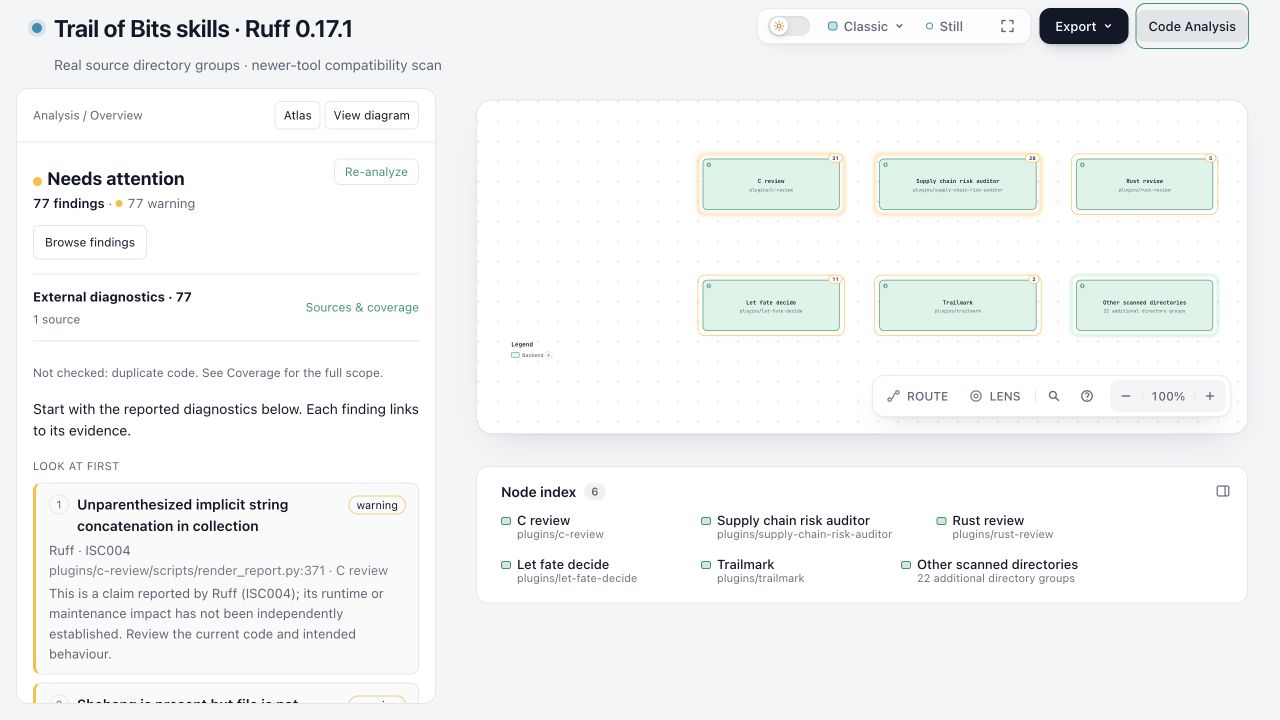 Trail of Bits skills · Ruff 0.17.1
Real source directory groups · newer-tool compatibility scan
Classic
Still
Export
Code Analysis
Analysis / Overview
Atlas
View diagram
Needs attention
Re-analyze
77 findings · 77 warning
Browse findings
External diagnostics · 77
1 source
Sources & coverage
Not checked: duplicate code. See Coverage for the full scope.
Start with the reported diagnostics below. Each finding links
to its evidence.
LOOK AT FIRST
1
Unparenthesized implicit string
concatenation in collection
warning
Ruff · ISC004
plugins/c-review/scripts/render_report.py:371 · C review
This is a claim reported by Ruff (ISC004); its runtime or
maintenance impact has not been independently
established. Review the current code and intended
behaviour.
31
C review
plugins/c-review
28
Supply chain risk auditor
plugins/supply-chain-risk-auditor
5
Rust review
plugins/rust-review
11
Let fate decide
plugins/let-fate-decide
2
Trailmark
plugins/trailmark
Other scanned directories
22 additional directory groups
Legend
Backend 6
ROUTE
LENS
100%
Node index 6
C review
plugins/c-review
Supply chain risk auditor
plugins/supply-chain-risk-auditor
Rust review
plugins/rust-review
Let fate decide
plugins/let-fate-decide
Trailmark
plugins/trailmark
Other scanned directories
22 additional directory groups